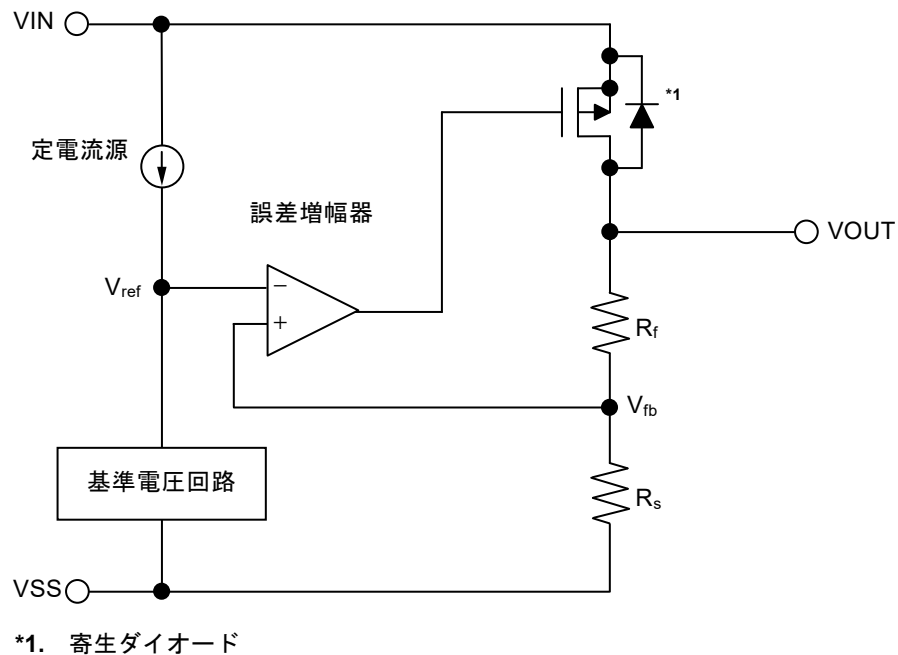 VIN
*1
定電流源
誤差増幅器
VOUT
Vref
−
+
Rf
Vfb
基準電圧回路
Rs
VSS
*1. 寄生ダイオード